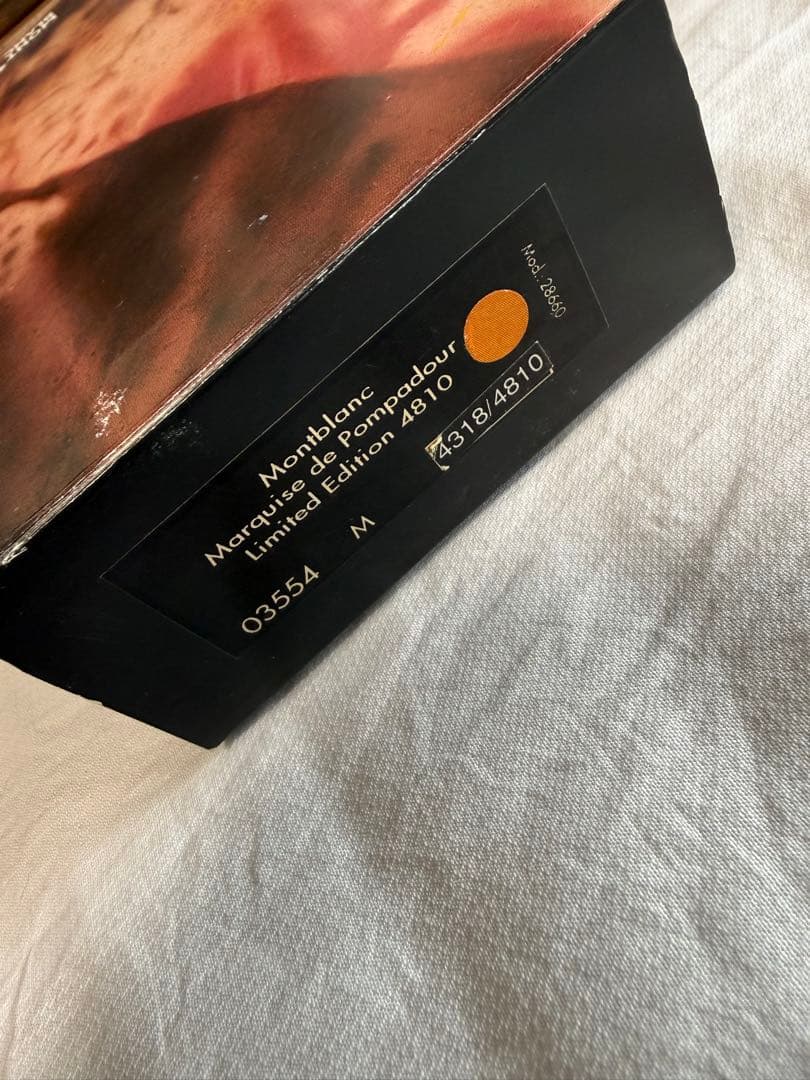 Montblanc
Marquise de Pompadour
Limited Edition 4810
03554 M
4318/4810
Mod.: 28660